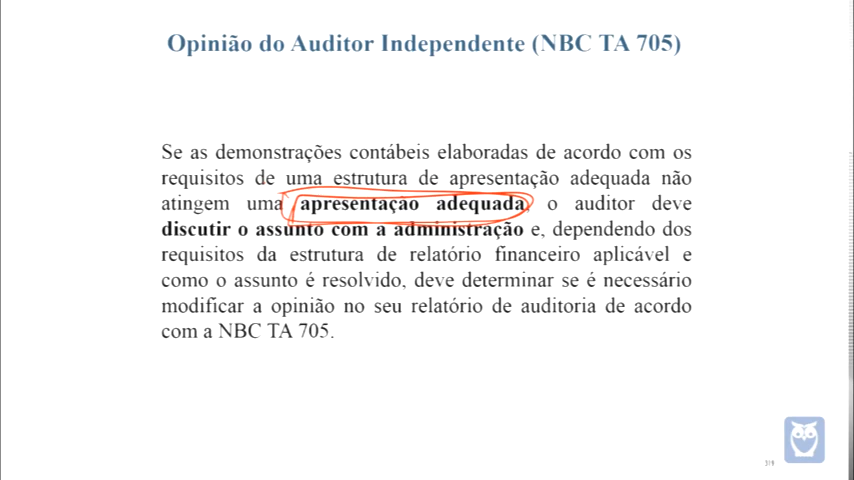 Opinião do Auditor Independente (NBC TA 705)
Se as demonstrações contábeis elaboradas de acordo com os
requisitos de uma estrutura de apresentação adequada não
atingem uma apresentação adequada, o auditor deve
discutir o assunto com a administração e, dependendo dos
requisitos da estrutura de relatório financeiro aplicável e
como o assunto é resolvido, deve determinar se é necessário
modificar a opinião no seu relatório de auditoria de acordo
com a NBC TA 705.